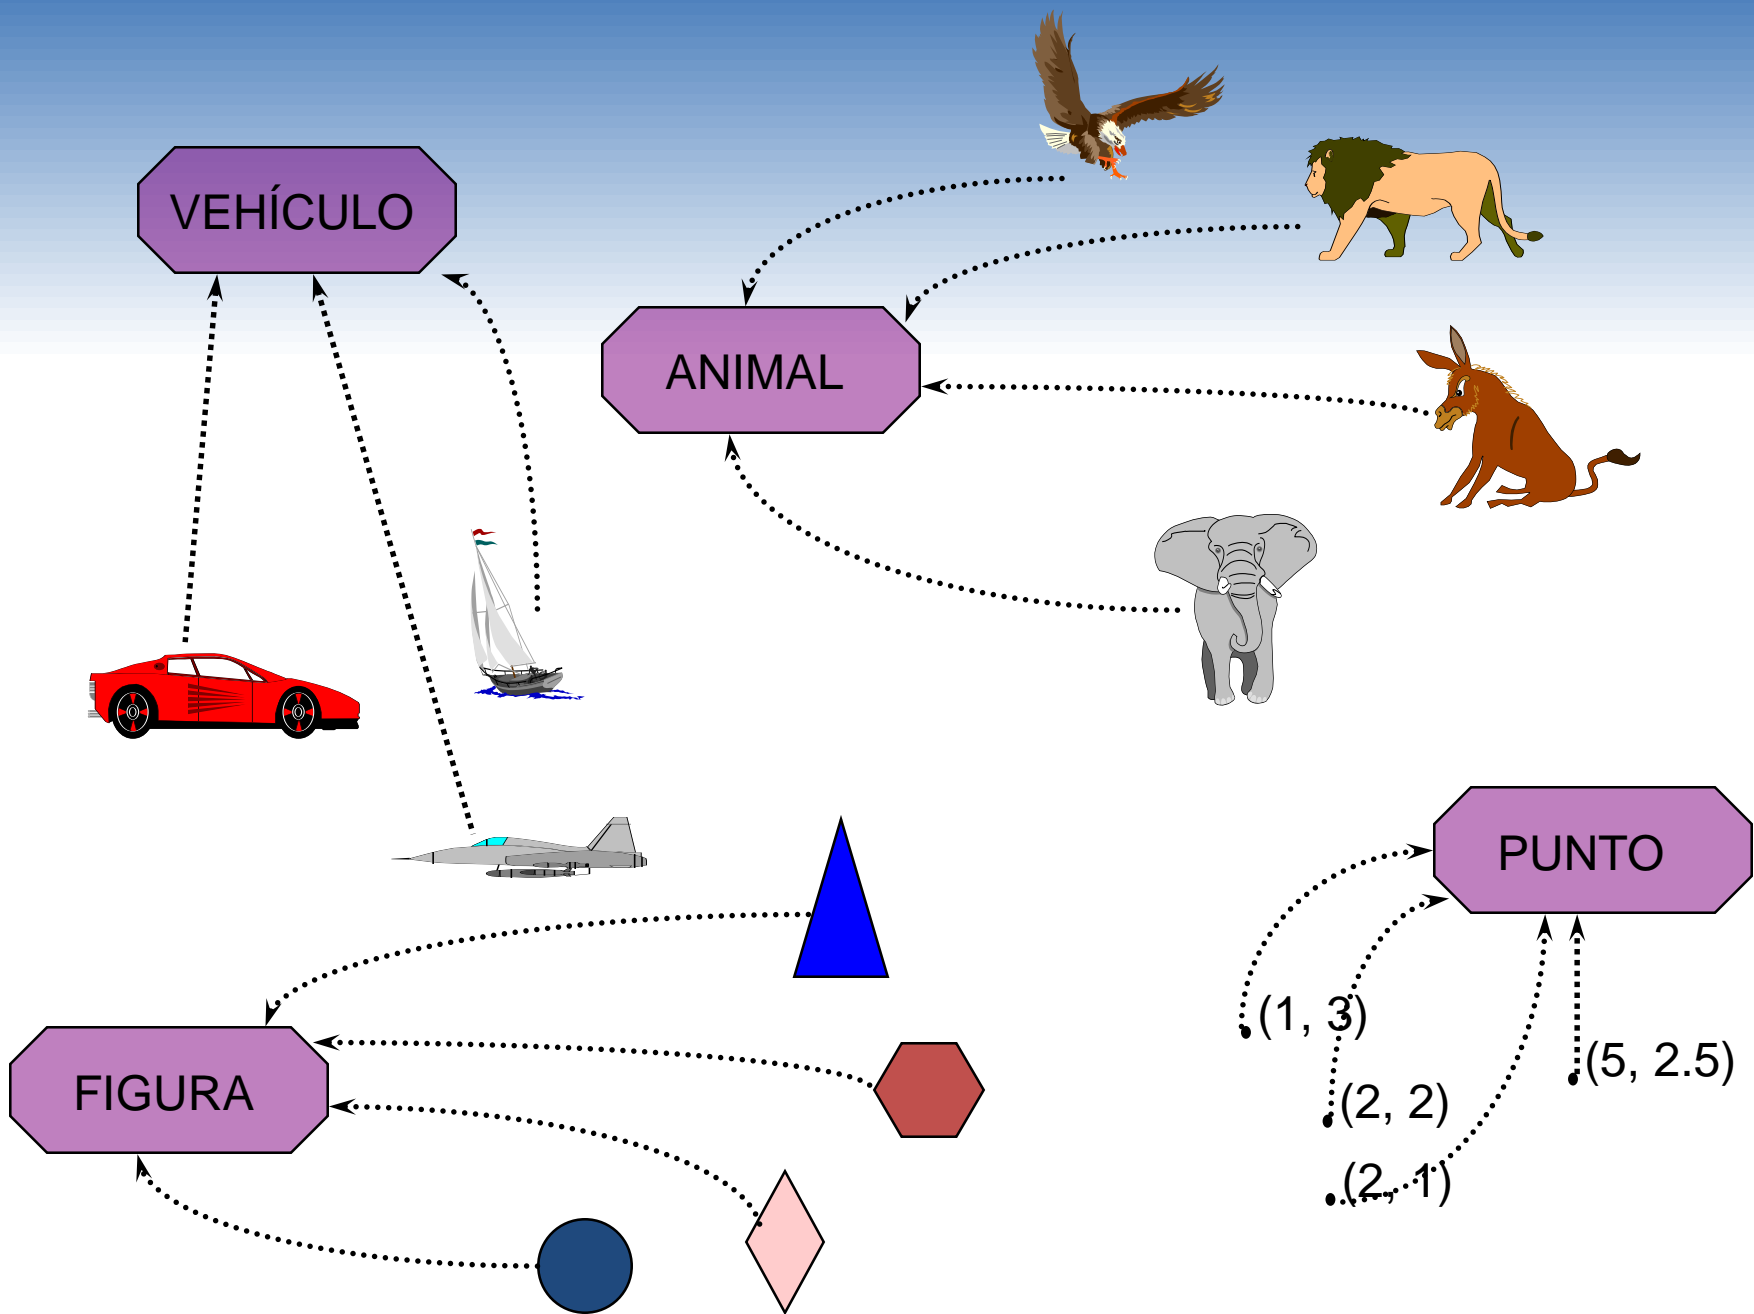 VEHÍCULO
ANIMAL
PUNTO
(1, 3)
(5, 2.5)
(2, 2)
(2, 1)
FIGURA